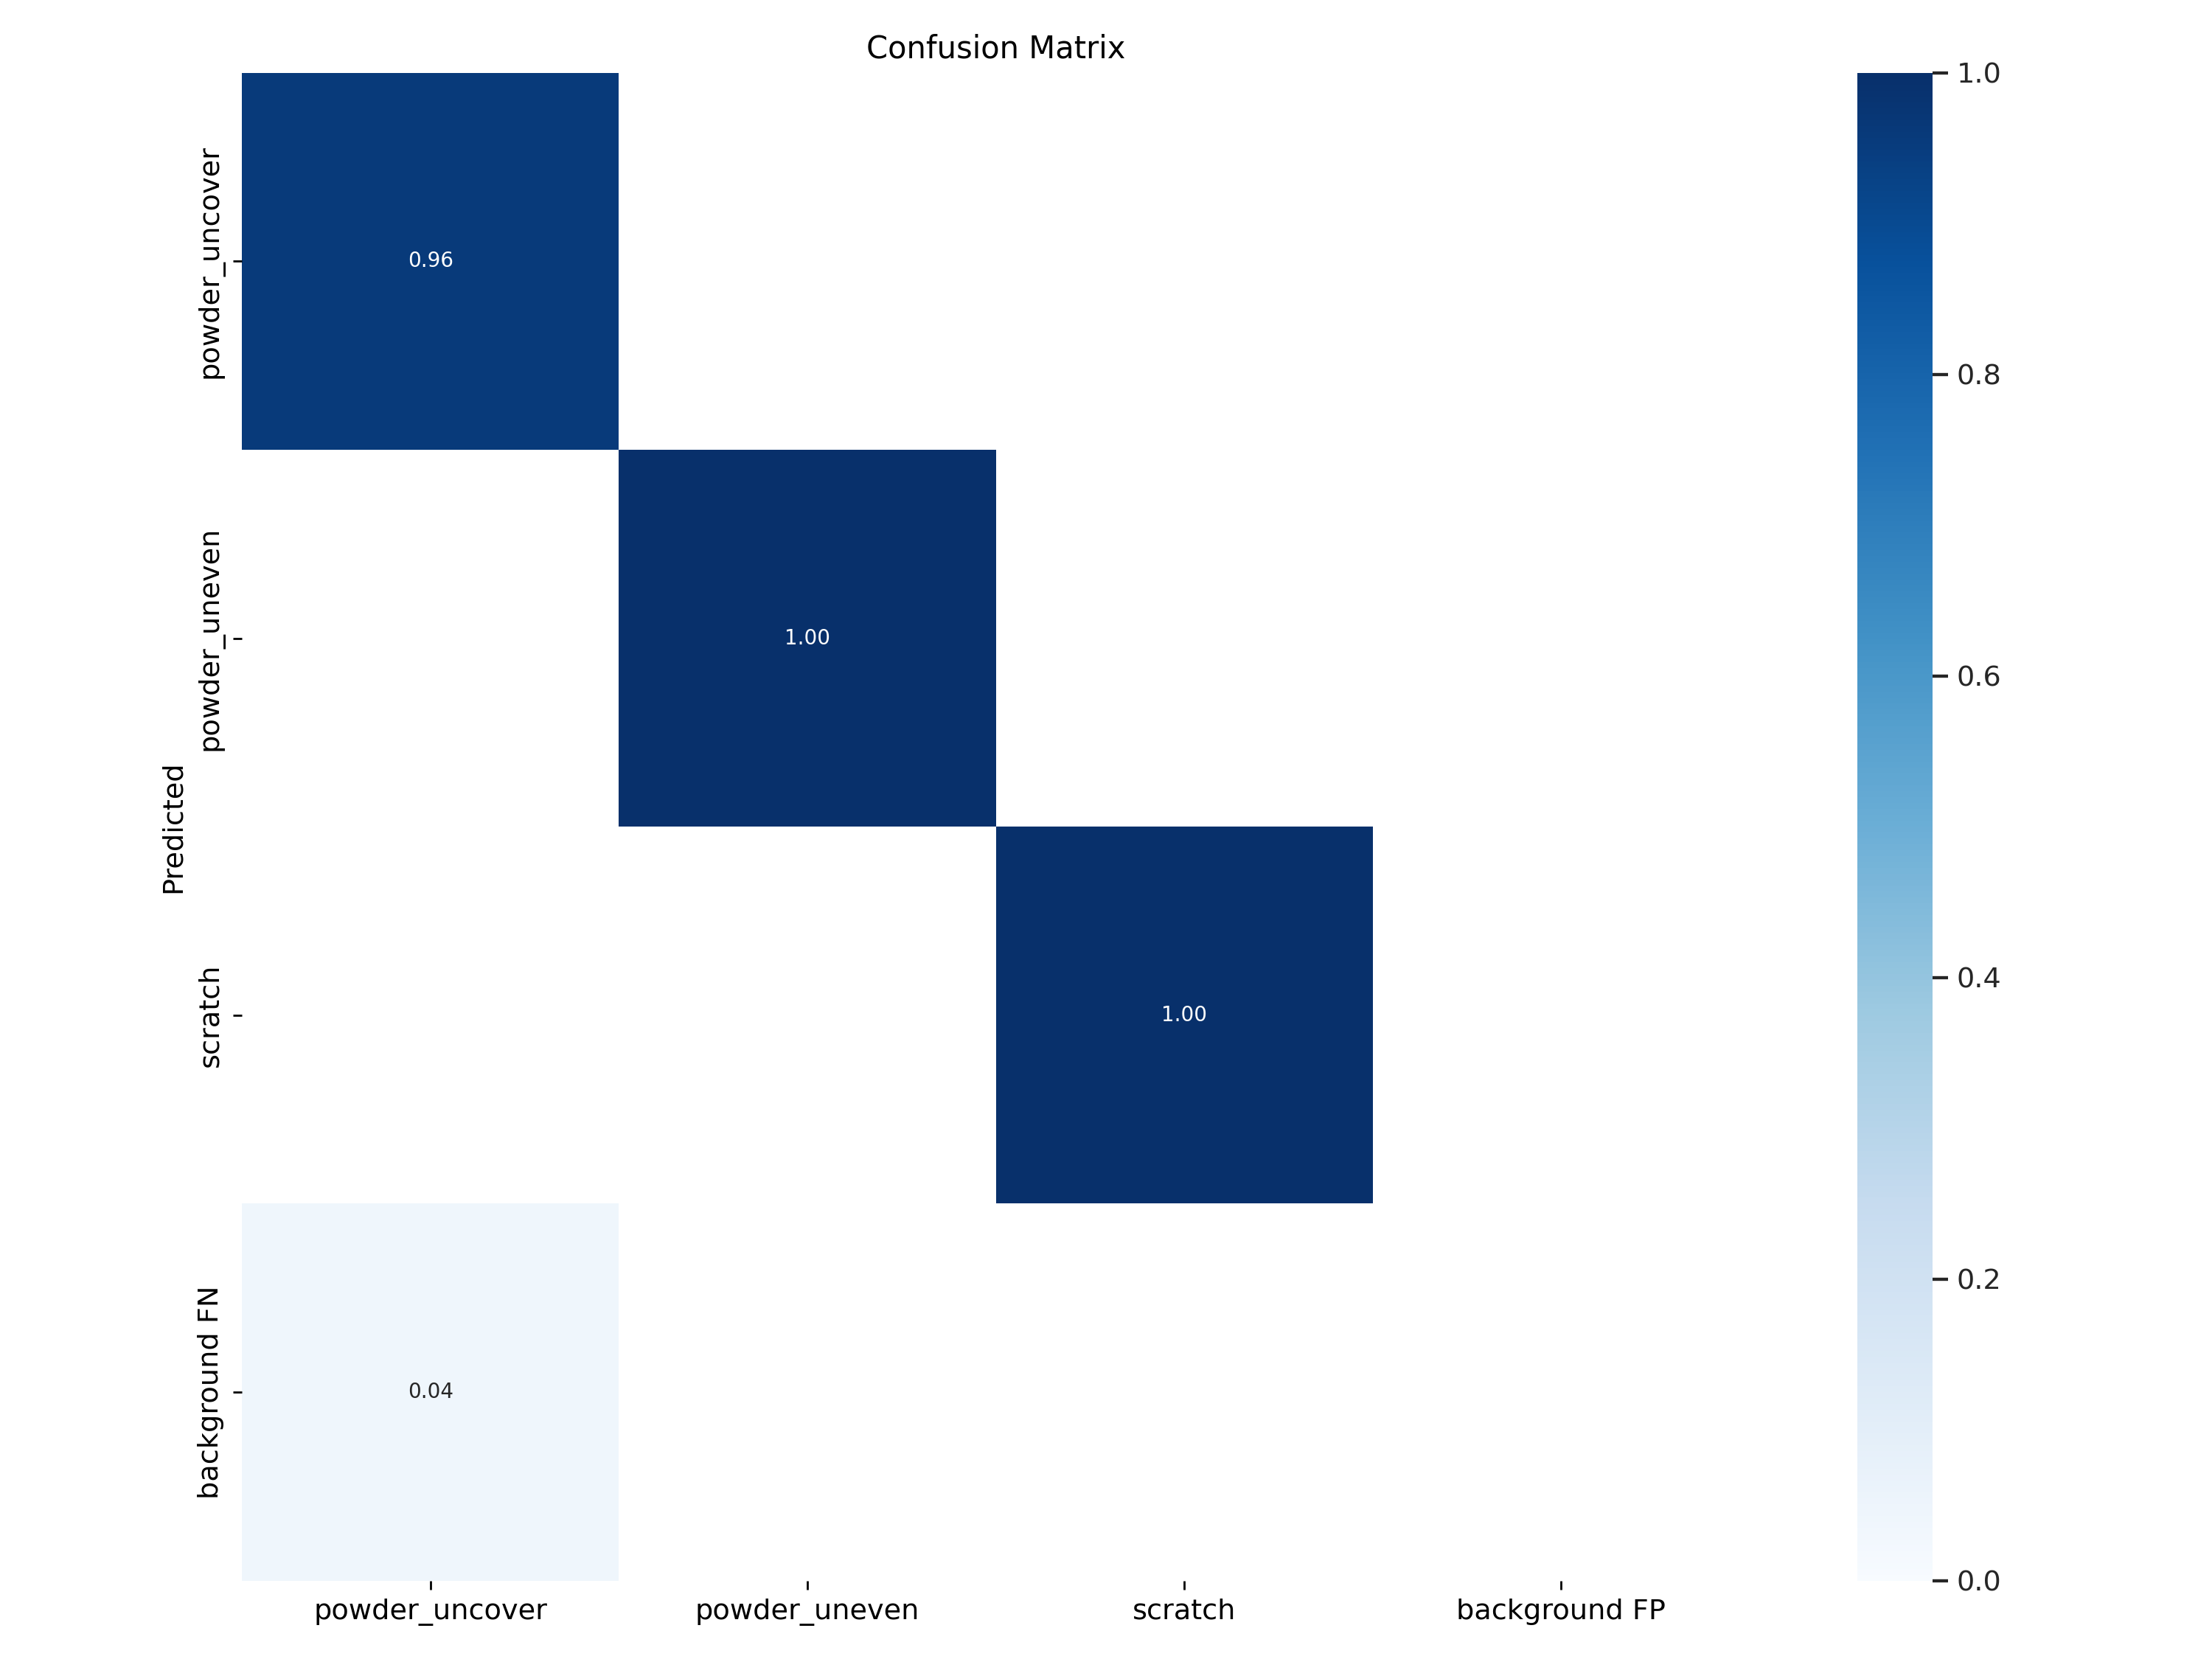 Confusion Matrix
Predicted
powder_uncover
powder_uneven
scratch
background FN
0.96
1.00
1.00
0.04
powder_uncover
powder_uneven
scratch
background FP
1.0
0.8
0.6
0.4
0.2
0.0